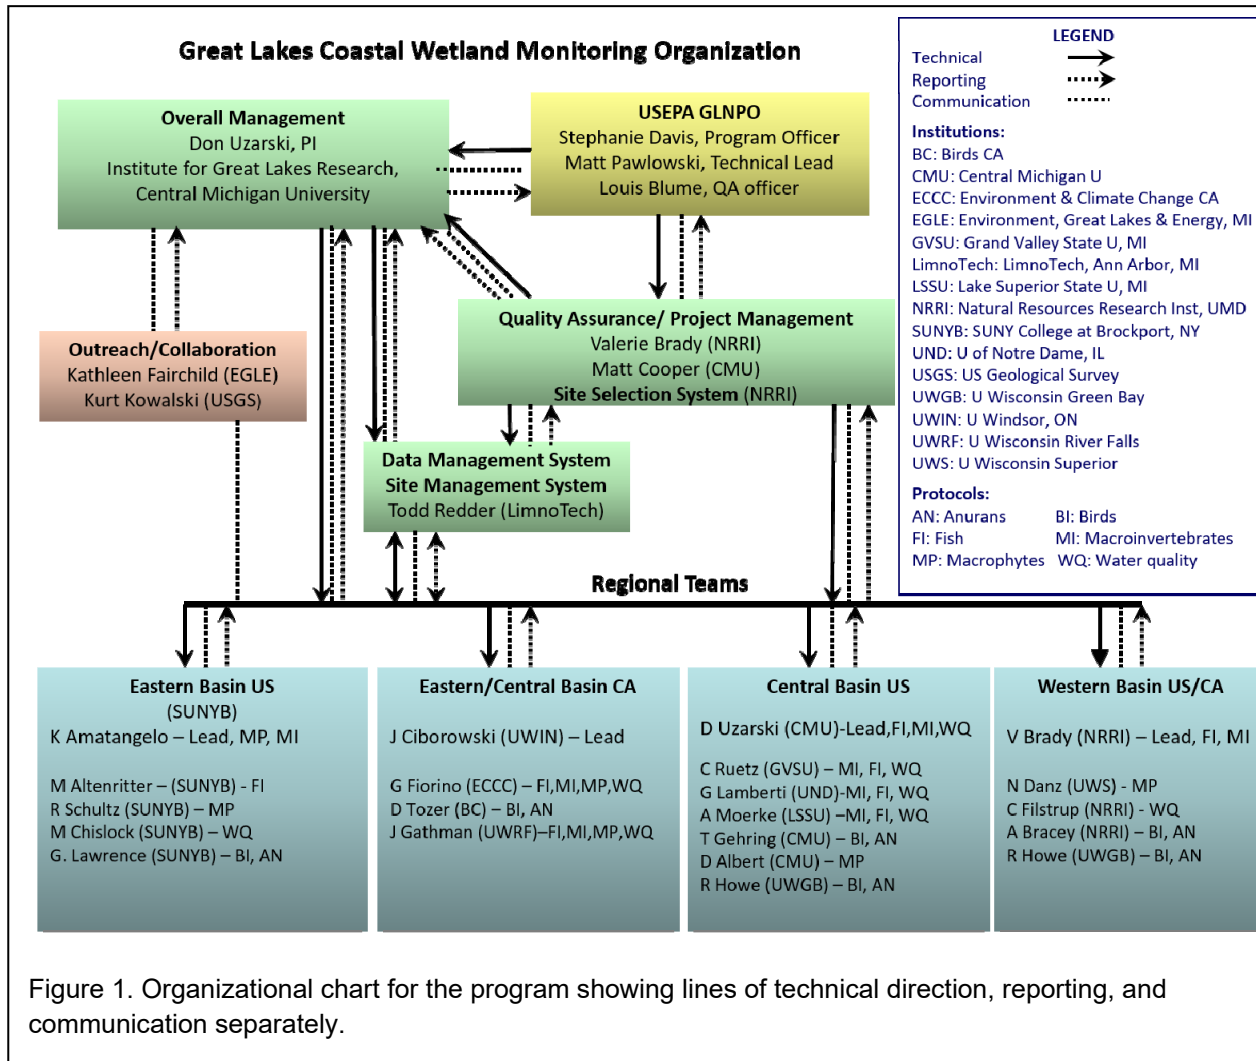 Great Lakes Coastal Wetland Monitoring Organization
Overall Management
Don Uzarski, PI
Institute for Great Lakes Research,
Central Michigan University
USEPA GLNPO
Stephanie Davis, Program Officer
Matt Pawlowski, Technical Lead
Louis Blume, QA officer
LEGEND
Technical
Reporting
Communication
Institutions:
BC: Birds CA
CMU: Central Michigan U
ECCC: Environment & Climate Change CA
EGLE: Environment, Great Lakes & Energy, MI
GVSU: Grand Valley State U, MI
LimnoTech: LimnoTech, Ann Arbor, MI
LSSU: Lake Superior State U, MI
NRRI: Natural Resources Research Inst, UMD
SUNYB: SUNY College at Brockport, NY
UND: U of Notre Dame, IL
USGS: US Geological Survey
UWGB: U Wisconsin Green Bay
UWIN: U Windsor, ON
UWRF: U Wisconsin River Falls
UWS: U Wisconsin Superior
Protocols:
AN: Anurans BI: Birds
FI: Fish MI: Macroinvertebrates
MP: Macrophytes WQ: Water quality
Outreach/Collaboration
Kathleen Fairchild (EGLE)
Kurt Kowalski (USGS)
Quality Assurance/ Project Management
Valerie Brady (NRRI)
Matt Cooper (CMU)
Site Selection System (NRRI)
Data Management System
Site Management System
Todd Redder (LimnoTech)
Regional Teams
Eastern Basin US
(SUNYB)
K Amatangelo – Lead, MP, MI
M Altenritter – (SUNYB) - FI
R Schultz (SUNYB) – MP
M Chislock (SUNYB) – WQ
G. Lawrence (SUNYB) – BI, AN
Eastern/Central Basin CA
J Ciborowski (UWIN) – Lead
G Fiorino (ECCC) – FI,MI,MP,WQ
D Tozer (BC) – BI, AN
J Gathman (UWRF)–FI,MI,MP,WQ
Central Basin US
D Uzarski (CMU)-Lead,FI,MI,WQ
C Ruetz (GVSU) – MI, FI, WQ
G Lamberti (UND)-MI, FI, WQ
A Moerke (LSSU) –MI, FI, WQ
T Gehring (CMU) – BI, AN
D Albert (CMU) – MP
R Howe (UWGB) – BI, AN
Western Basin US/CA
V Brady (NRRI) – Lead, FI, MI
N Danz (UWS) - MP
C Filstrup (NRRI) - WQ
A Bracey (NRRI) – BI, AN
R Howe (UWGB) – BI, AN
Figure 1. Organizational chart for the program showing lines of technical direction, reporting, and
communication separately.